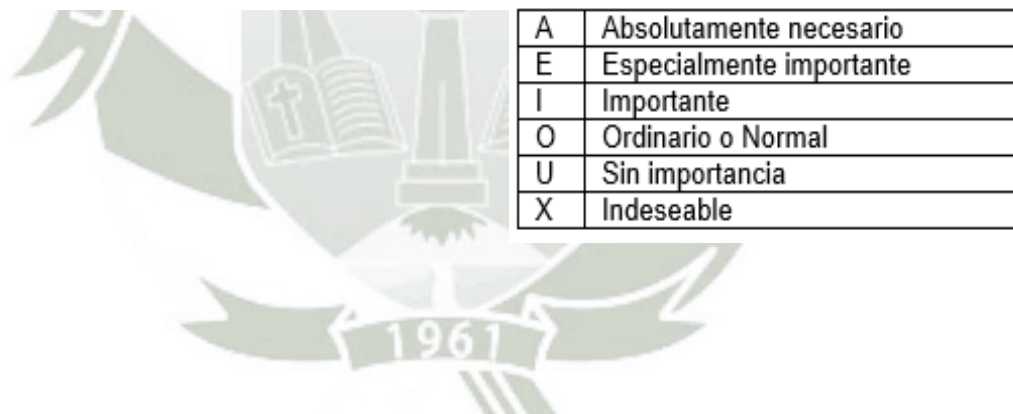 A Absolutamente necesario
E Especialmente importante
I Importante
O Ordinario o Normal
U Sin importancia
X Indeseable
1961